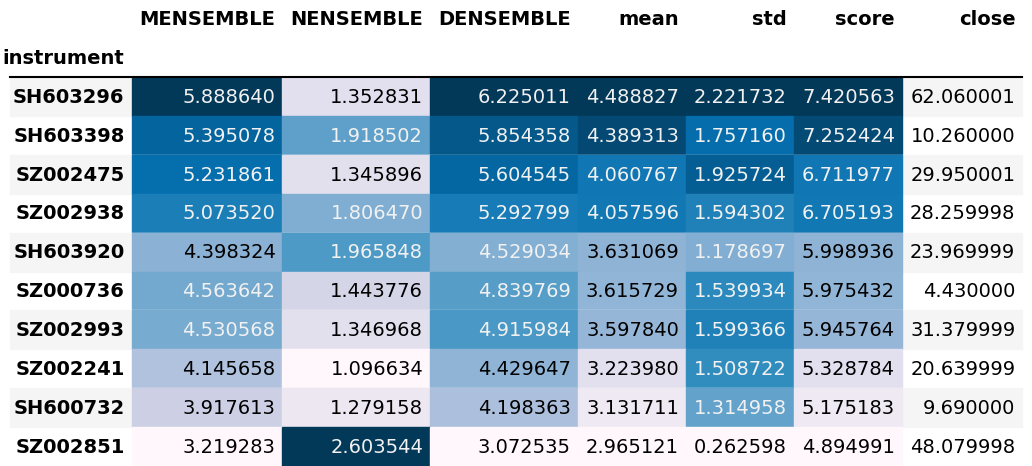 MENSEMBLE NENSEMBLE DENSEMBLE mean std score close
instrument
SH603296 5.888640 1.352831 6.225011 4.488827 2.221732 7.420563 62.060001
SH603398 5.395078 1.918502 5.854358 4.389313 1.757160 7.252424 10.260000
SZ002475 5.231861 1.345896 5.604545 4.060767 1.925724 6.711977 29.950001
SZ002938 5.073520 1.806470 5.292799 4.057596 1.594302 6.705193 28.259998
SH603920 4.398324 1.965848 4.529034 3.631069 1.178697 5.998936 23.969999
SZ000736 4.563642 1.443776 4.839769 3.615729 1.539934 5.975432 4.430000
SZ002993 4.530568 1.346968 4.915984 3.597840 1.599366 5.945764 31.379999
SZ002241 4.145658 1.096634 4.429647 3.223980 1.508722 5.328784 20.639999
SH600732 3.917613 1.279158 4.198363 3.131711 1.314958 5.175183 9.690000
SZ002851 3.219283 2.603544 3.072535 2.965121 0.262598 4.894991 48.079998